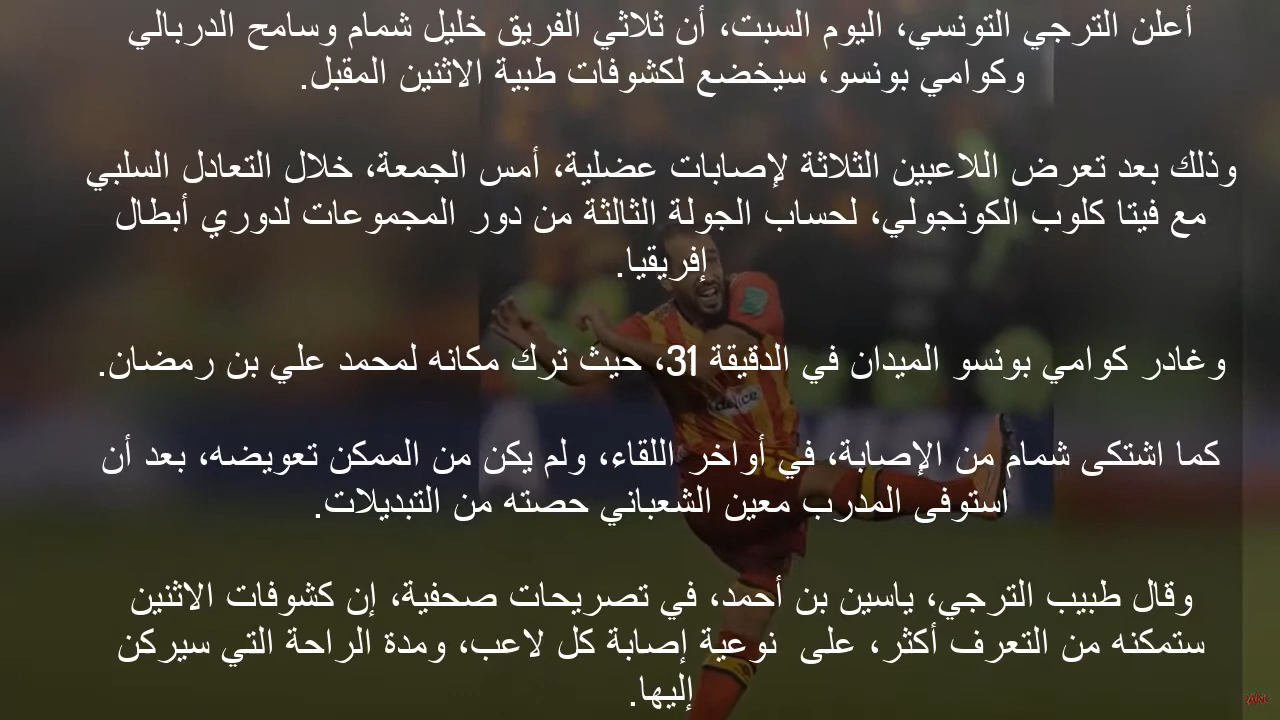 أعلن الترجي التونسي، اليوم السبت، أن ثلاثي الفريق خليل شمام وسامح الدربالي
وكوامي بونسو، سيخضع لكشوفات طبية الاثنين المقبل.
وذلك بعد تعرض اللاعبين الثلاثة لإصابات عضلية، أمس الجمعة، خلال التعادل السلبي
مع فيتا كلوب الكونجولي، لحساب الجولة الثالثة من دور المجموعات لدوري أبطال
إفريقيا.
وغادر كوامي بونسو الميدان في الدقيقة 31، حيث ترك مكانه لمحمد علي بن رمضان.
كما اشتكى شمام من الإصابة، في أواخر اللقاء، ولم يكن من الممكن تعويضه، بعد أن
استوفى المدرب معين الشعباني حصته من التبديلات.
وقال طبيب الترجي، ياسين بن أحمد، في تصريحات صحفية، إن كشوفات الاثنين
ستمكنه من التعرف أكثر، على نوعية إصابة كل لاعب، ومدة الراحة التي سيركن
إليها.